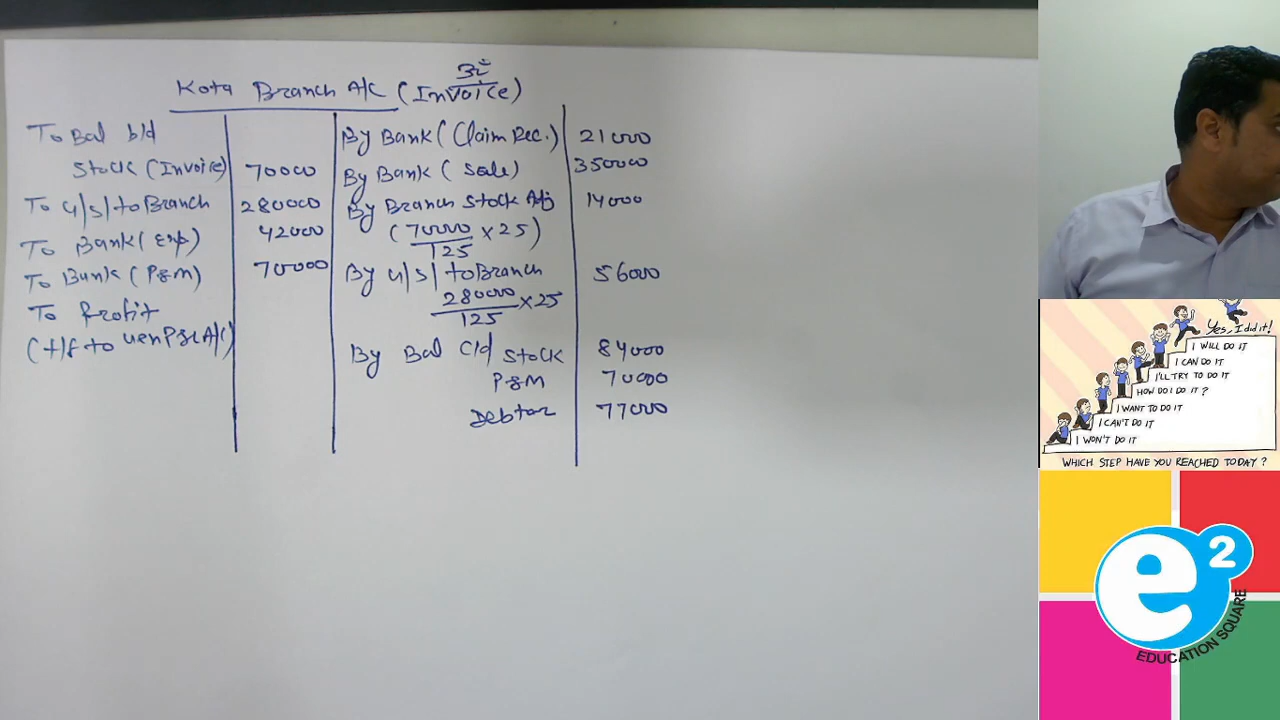 Kota Branch A/C (Invoice)
To Bal b/d
Stock (Invoice) 70000
To G/S/to Branch 280000
To Bank (Exp) 42000
To Bank (P&M) 70000
To Profit
(T/f to Gen P&L A/C)
By Bank (Claim Rec.) 21000
By Bank (Sale) 350000
By Branch Stock Adj 14000
(70000/125 × 25)
By G/S/ to Branch 56000
280000/125 × 25
By Bal C/d Stock 84000
P&M 70000
Debtor 77000
Yes, I did it!
I WILL DO IT
I CAN DO IT
I'LL TRY TO DO IT
HOW DO I DO IT ?
I WANT TO DO IT
I CAN'T DO IT
I WON'T DO IT
WHICH STEP HAVE YOU REACHED TODAY ?
e2
EDUCATION SQUARE